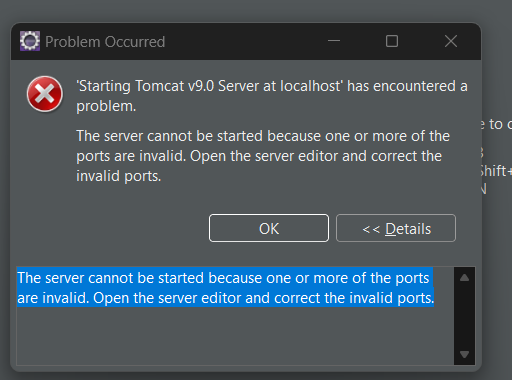 Problem Occurred
'Starting Tomcat v9.0 Server at localhost' has encountered a
problem.
The server cannot be started because one or more of the
ports are invalid. Open the server editor and correct the
invalid ports.
e to
Shift+
N
OK
<< Details
The server cannot be started because one or more of the ports
are invalid. Open the server editor and correct the invalid ports.